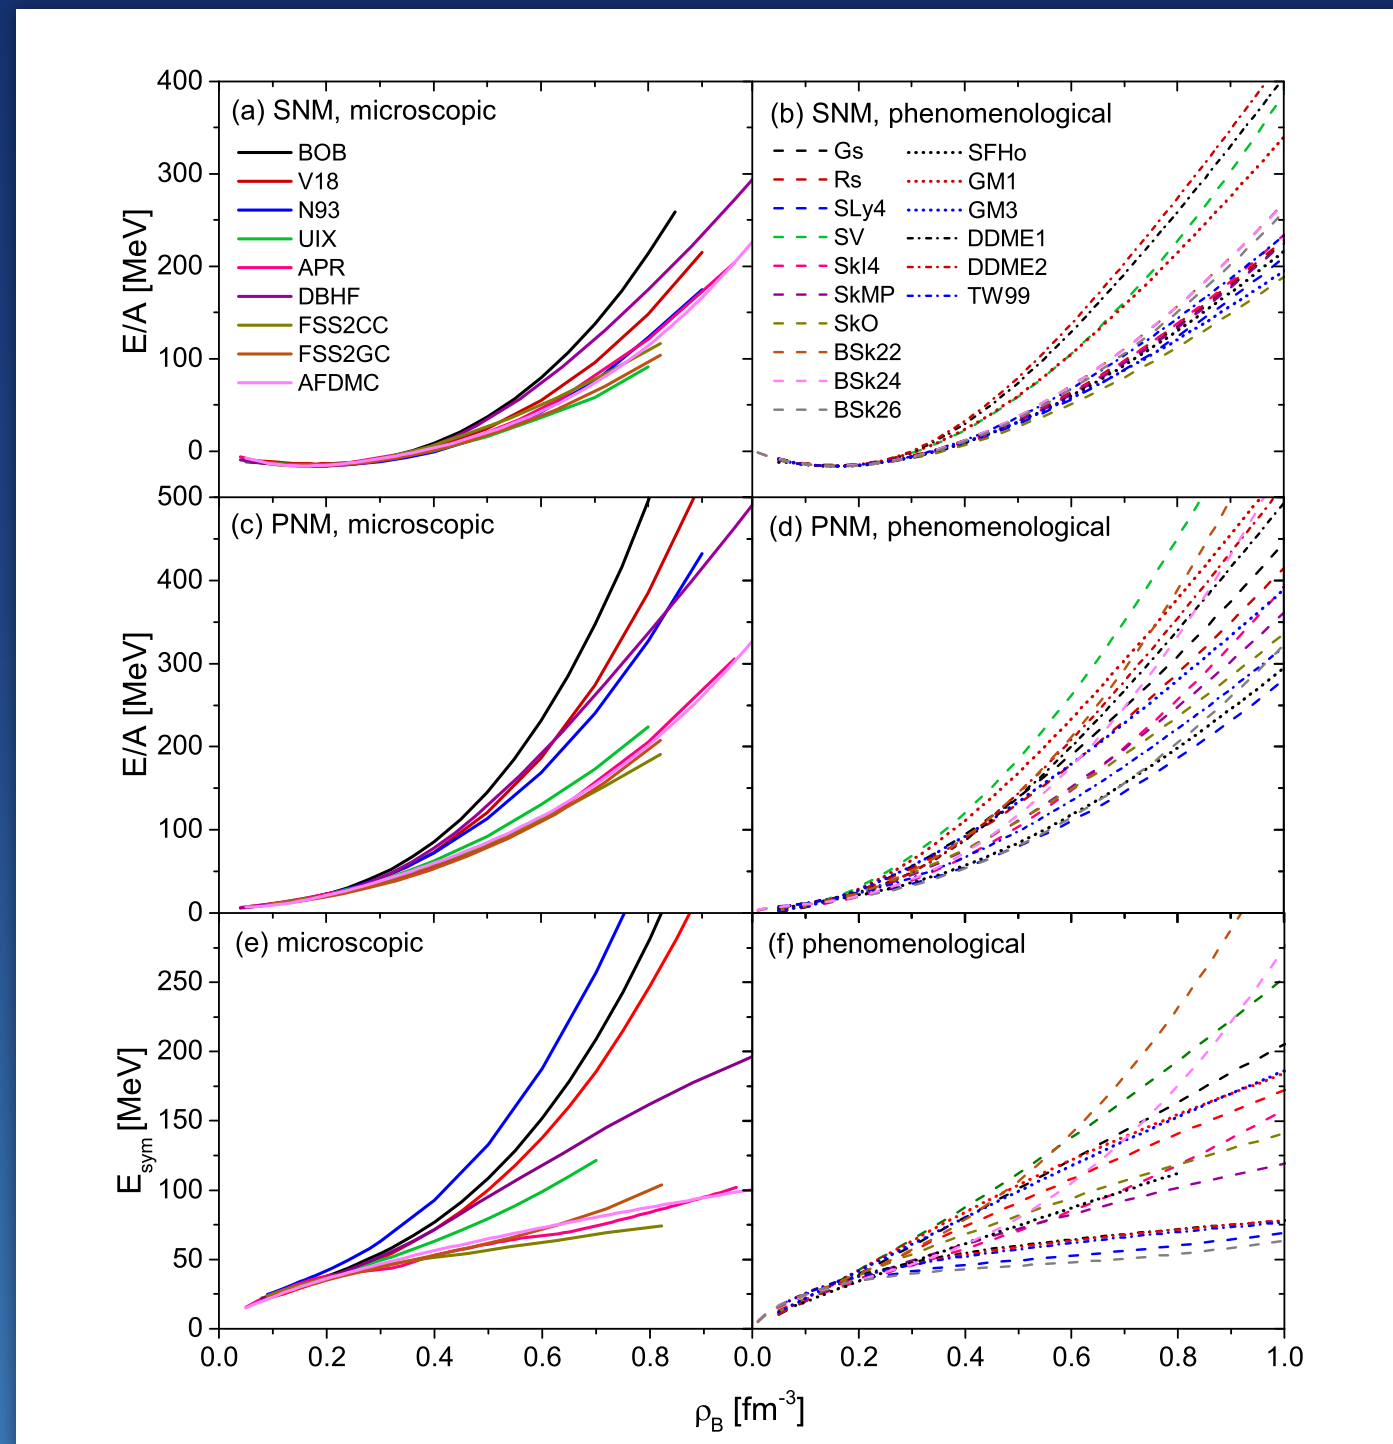 (a) SNM, microscopic
BOB
V18
N93
UIX
APR
DBHF
FSS2CC
FSS2GC
AFDMC
(b) SNM, phenomenological
Gs
Rs
SLy4
SV
SkI4
SkMP
SkO
BSk22
BSk24
BSk26
SFHo
GM1
GM3
DDME1
DDME2
TW99
E/A [MeV]
400
300
200
100
0
(c) PNM, microscopic
(d) PNM, phenomenological
E/A [MeV]
500
400
300
200
100
0
(e) microscopic
(f) phenomenological
E_sym [MeV]
250
200
150
100
50
0
0.0 0.2 0.4 0.6 0.8 0.0 0.2 0.4 0.6 0.8 1.0
ρ_B [fm⁻³]